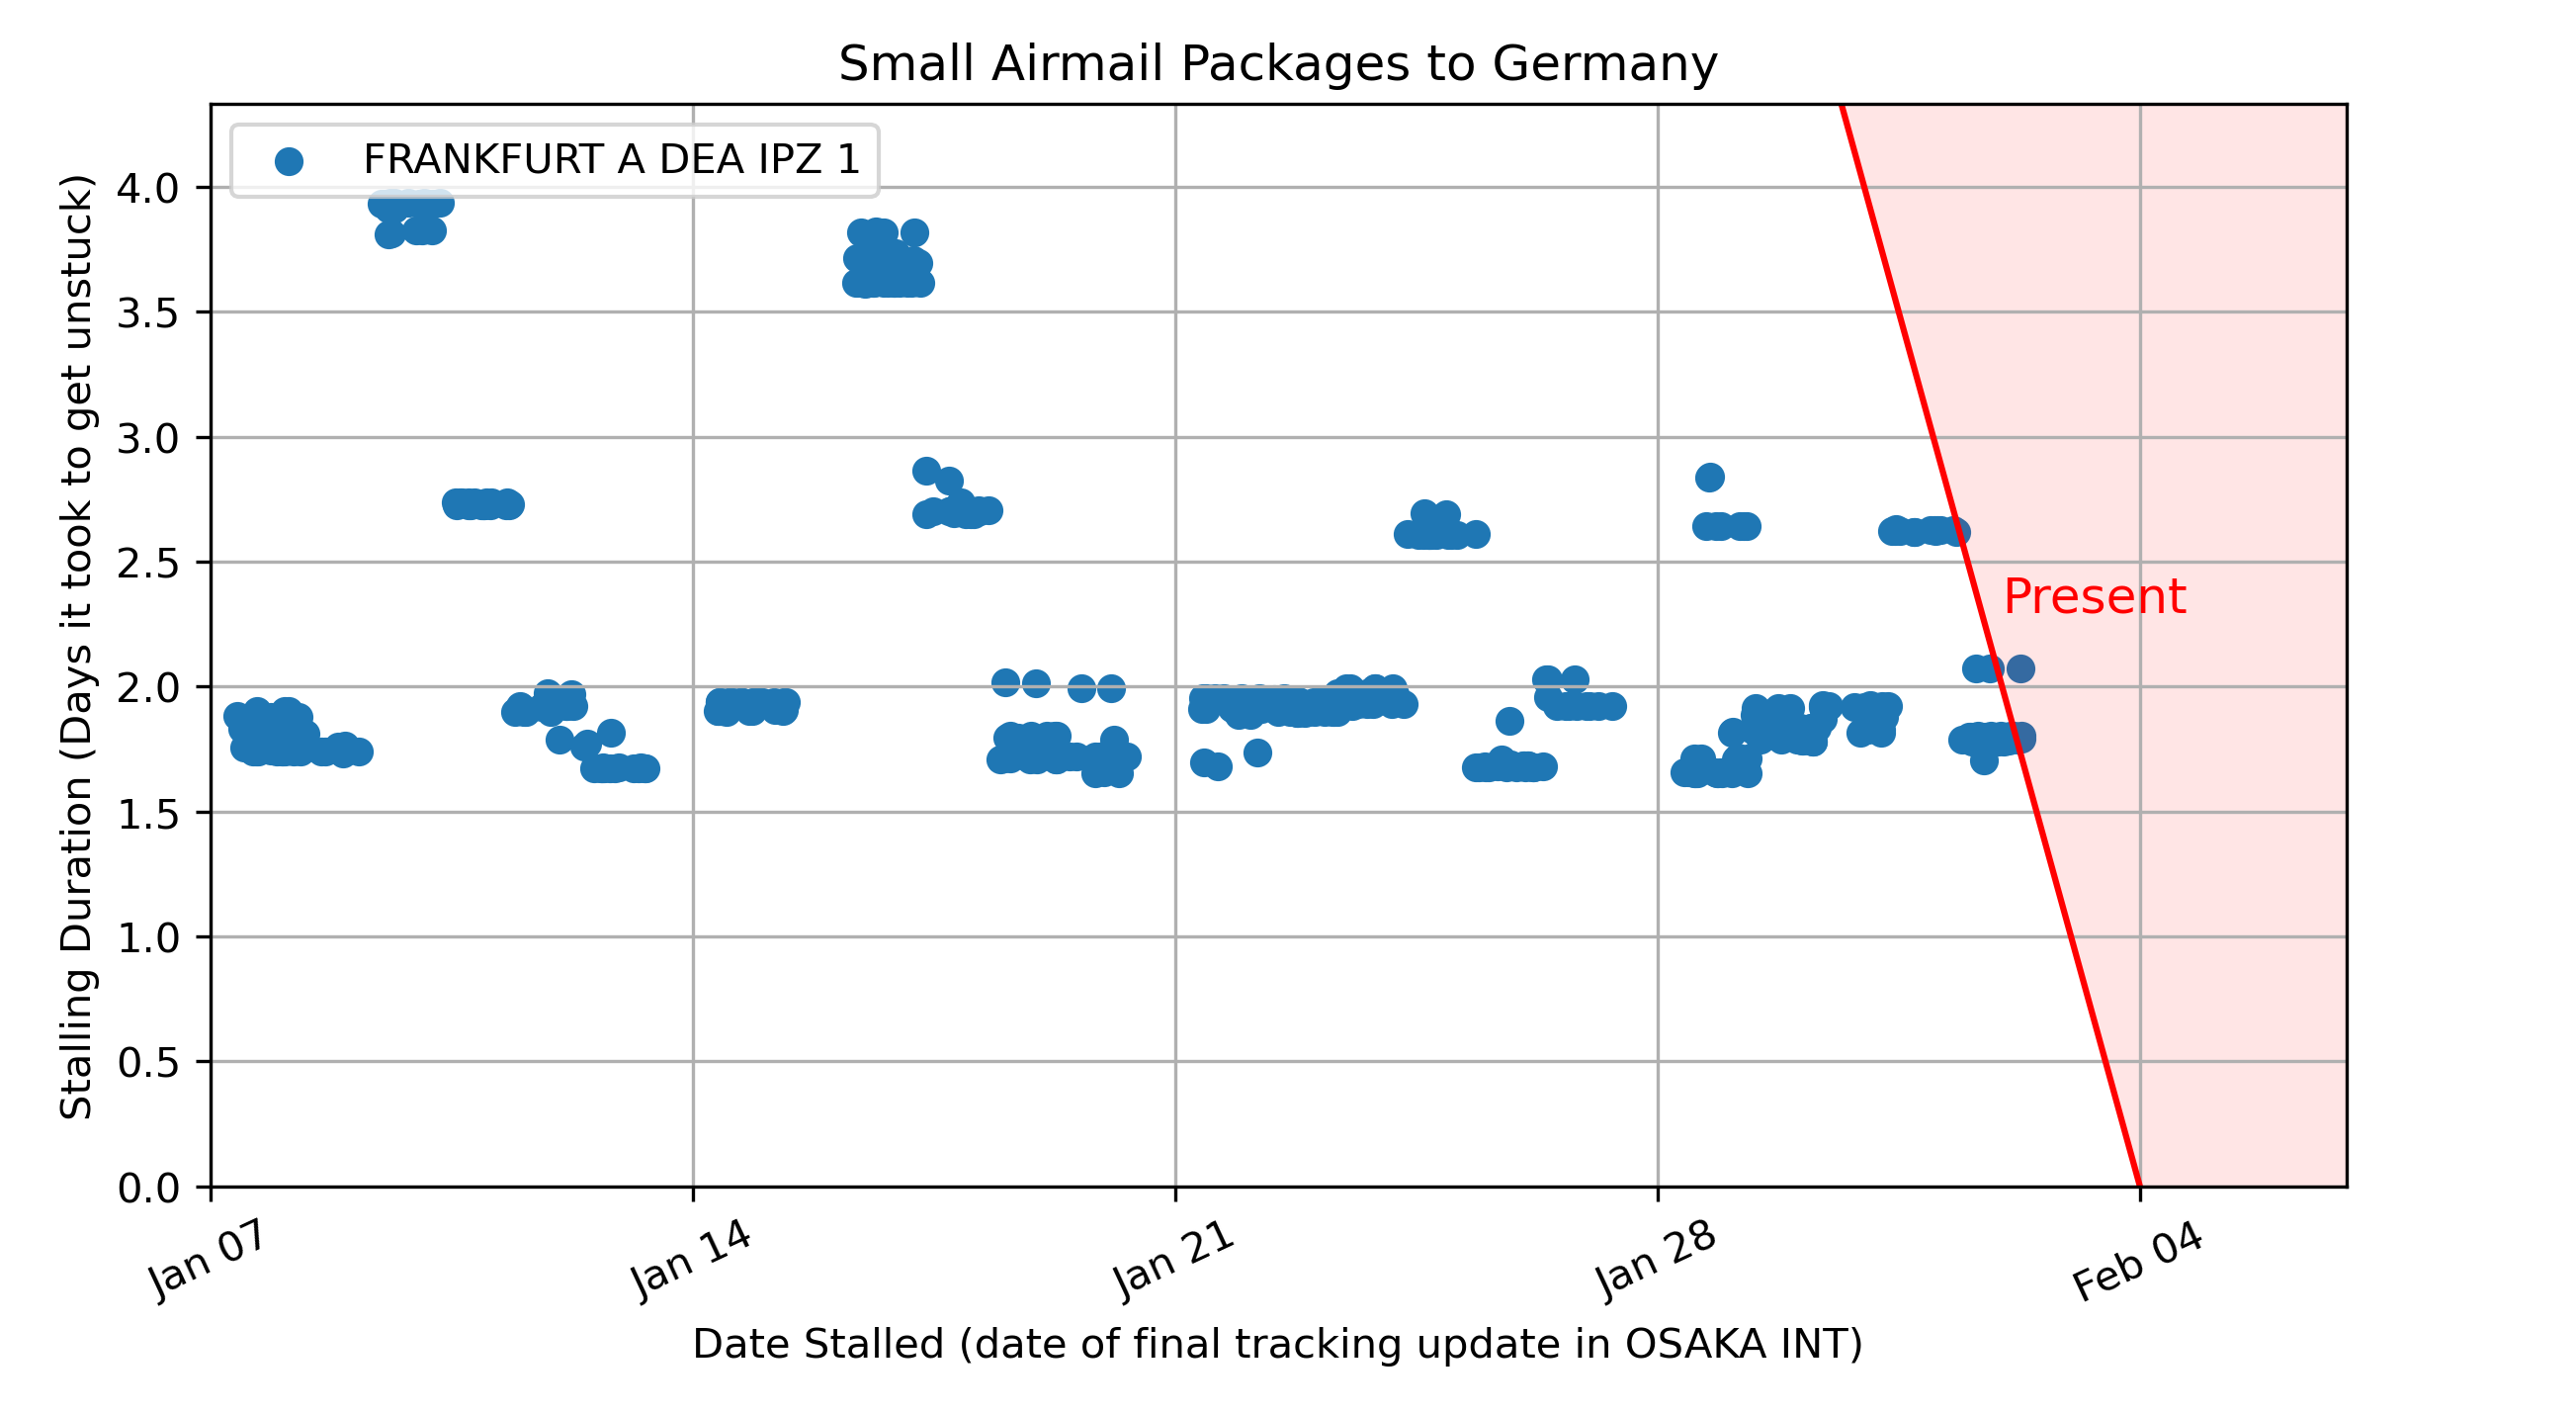 Small Airmail Packages to Germany
FRANKFURT A DEA IPZ 1
Stalling Duration (Days it took to get unstuck)
4.0
3.5
3.0
2.5
2.0
1.5
1.0
0.5
0.0
Present
Jan 07
Jan 14
Jan 21
Jan 28
Feb 04
Date Stalled (date of final tracking update in OSAKA INT)